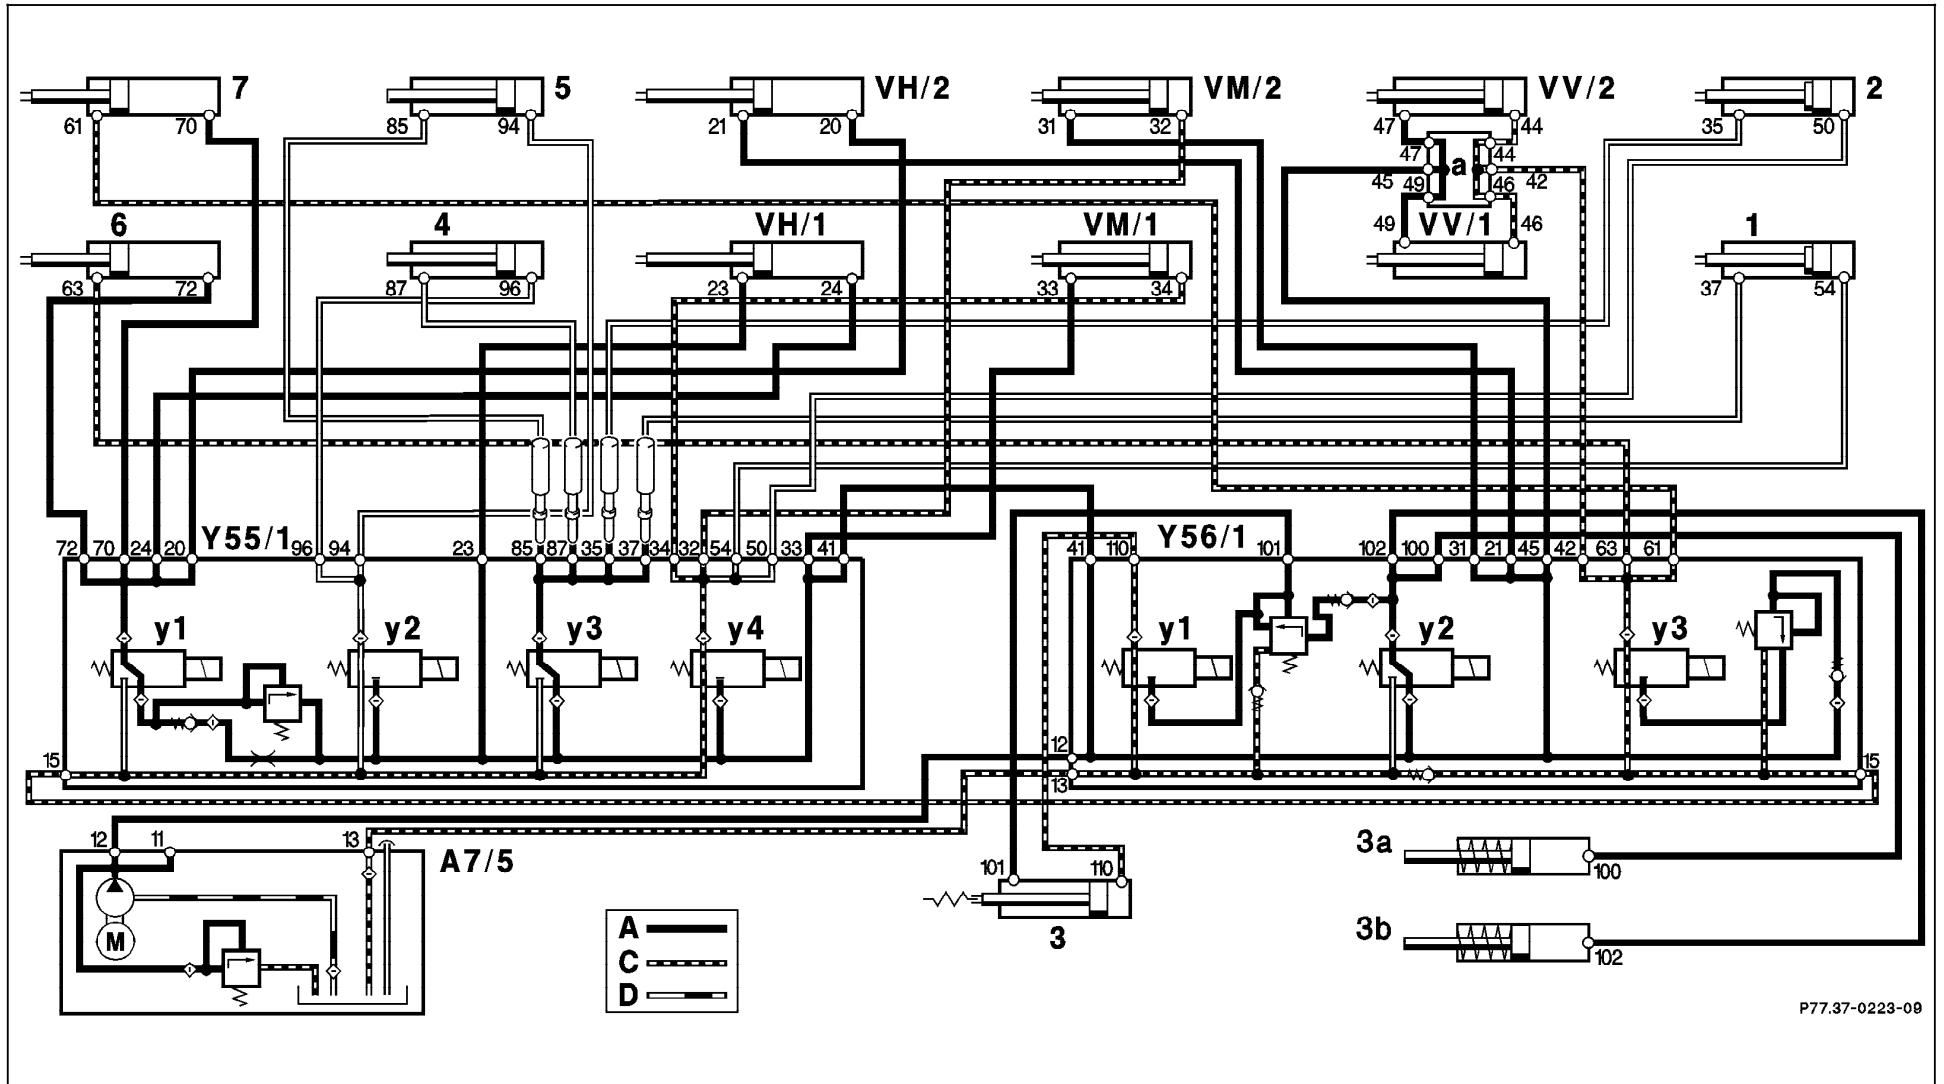 7 5 VH/2 VM/2 VV/2 2
61 70 85 94 21 20 31 32 47 44 35 50
47 a 44
45 49 46 42
6 4 VH/1 VM/1 49 VV/1 46 1
63 72 87 96 23 24 33 34 37 54
72 70 24 20 Y55/1 96 94 23 85 87 35 37 34 32 54 50 33 41 41 110 Y56/1 101 102 100 31 21 45 42 63 61
y1 y2 y3 y4 y1 y2 y3
15 12 13 15
12 11 13 A7/5
M
A
C
D
101 110
3
3a 100
3b 102
P77.37-0223-09